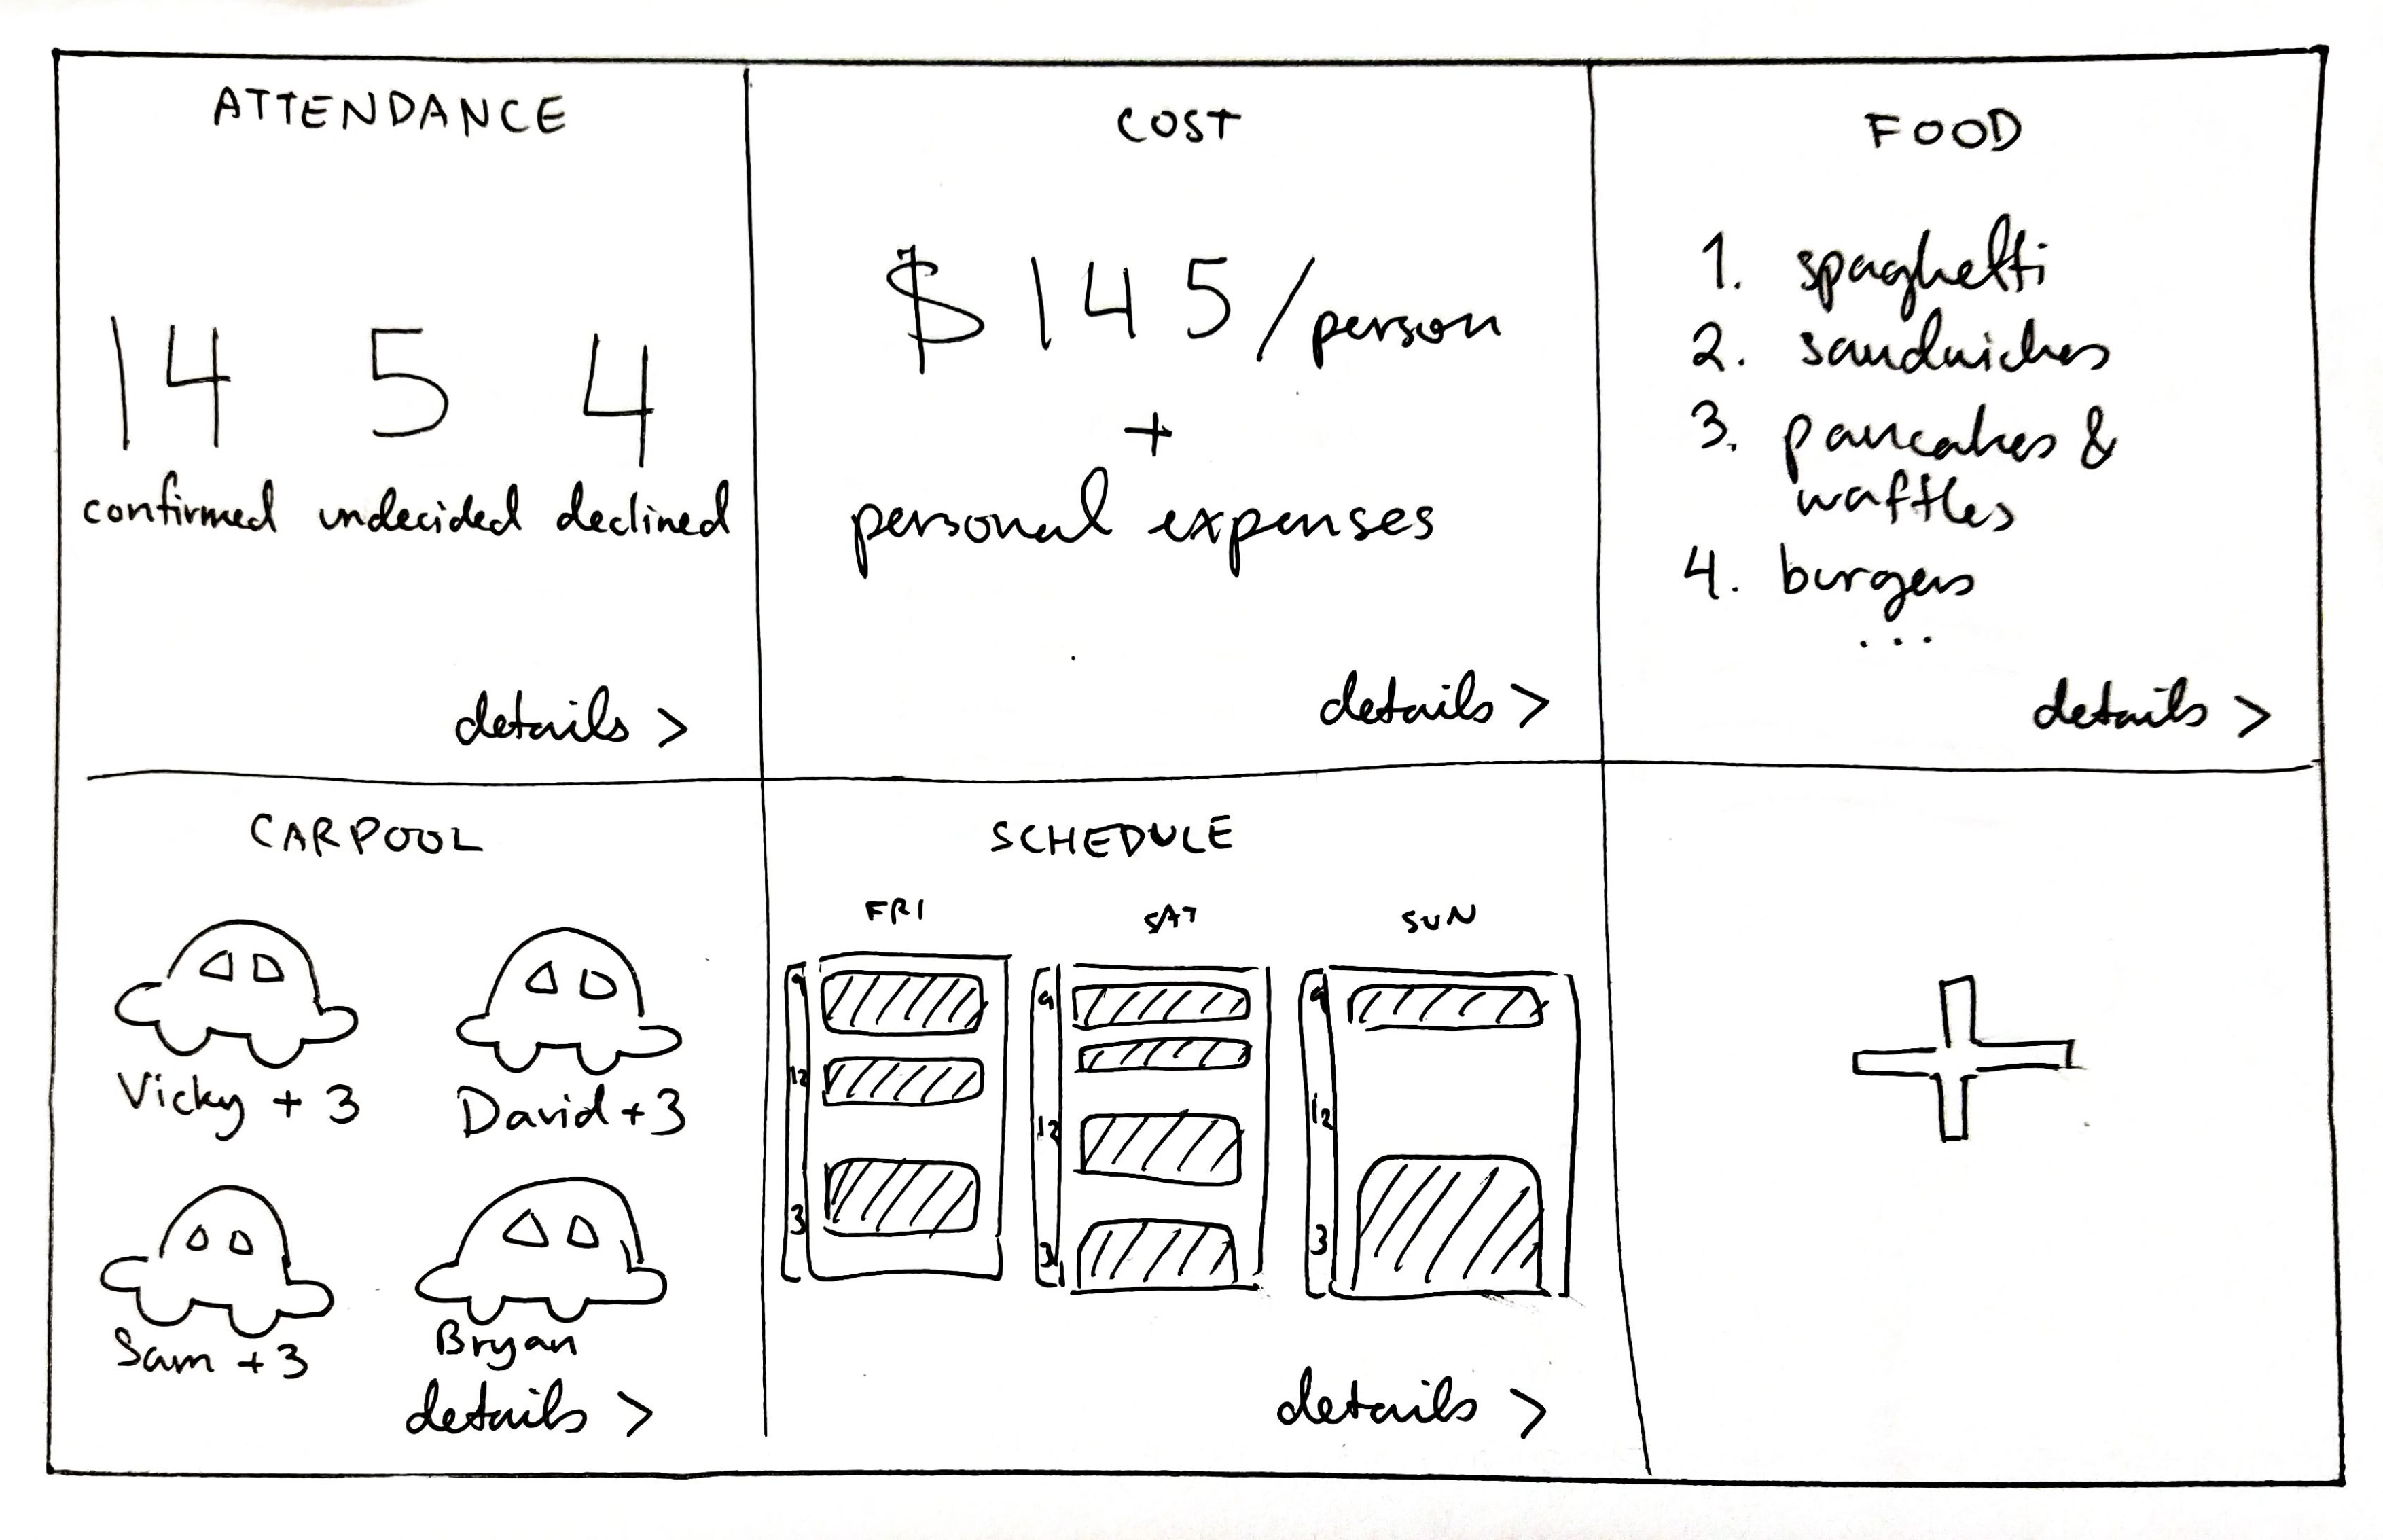 ATTENDANCE
14 5 4
confirmed undecided declined
details >
COST
$145/person
+
personal expenses
details >
FOOD
1. spaghetti
2. sandwiches
3. pancakes &
waffles
4. burgers
...
details >
CARPOOL
Vicky + 3
David + 3
Sam + 3
Bryan
details >
SCHEDULE
FRI
9
12
3
SAT
9
12
3
SUN
9
12
3
details >